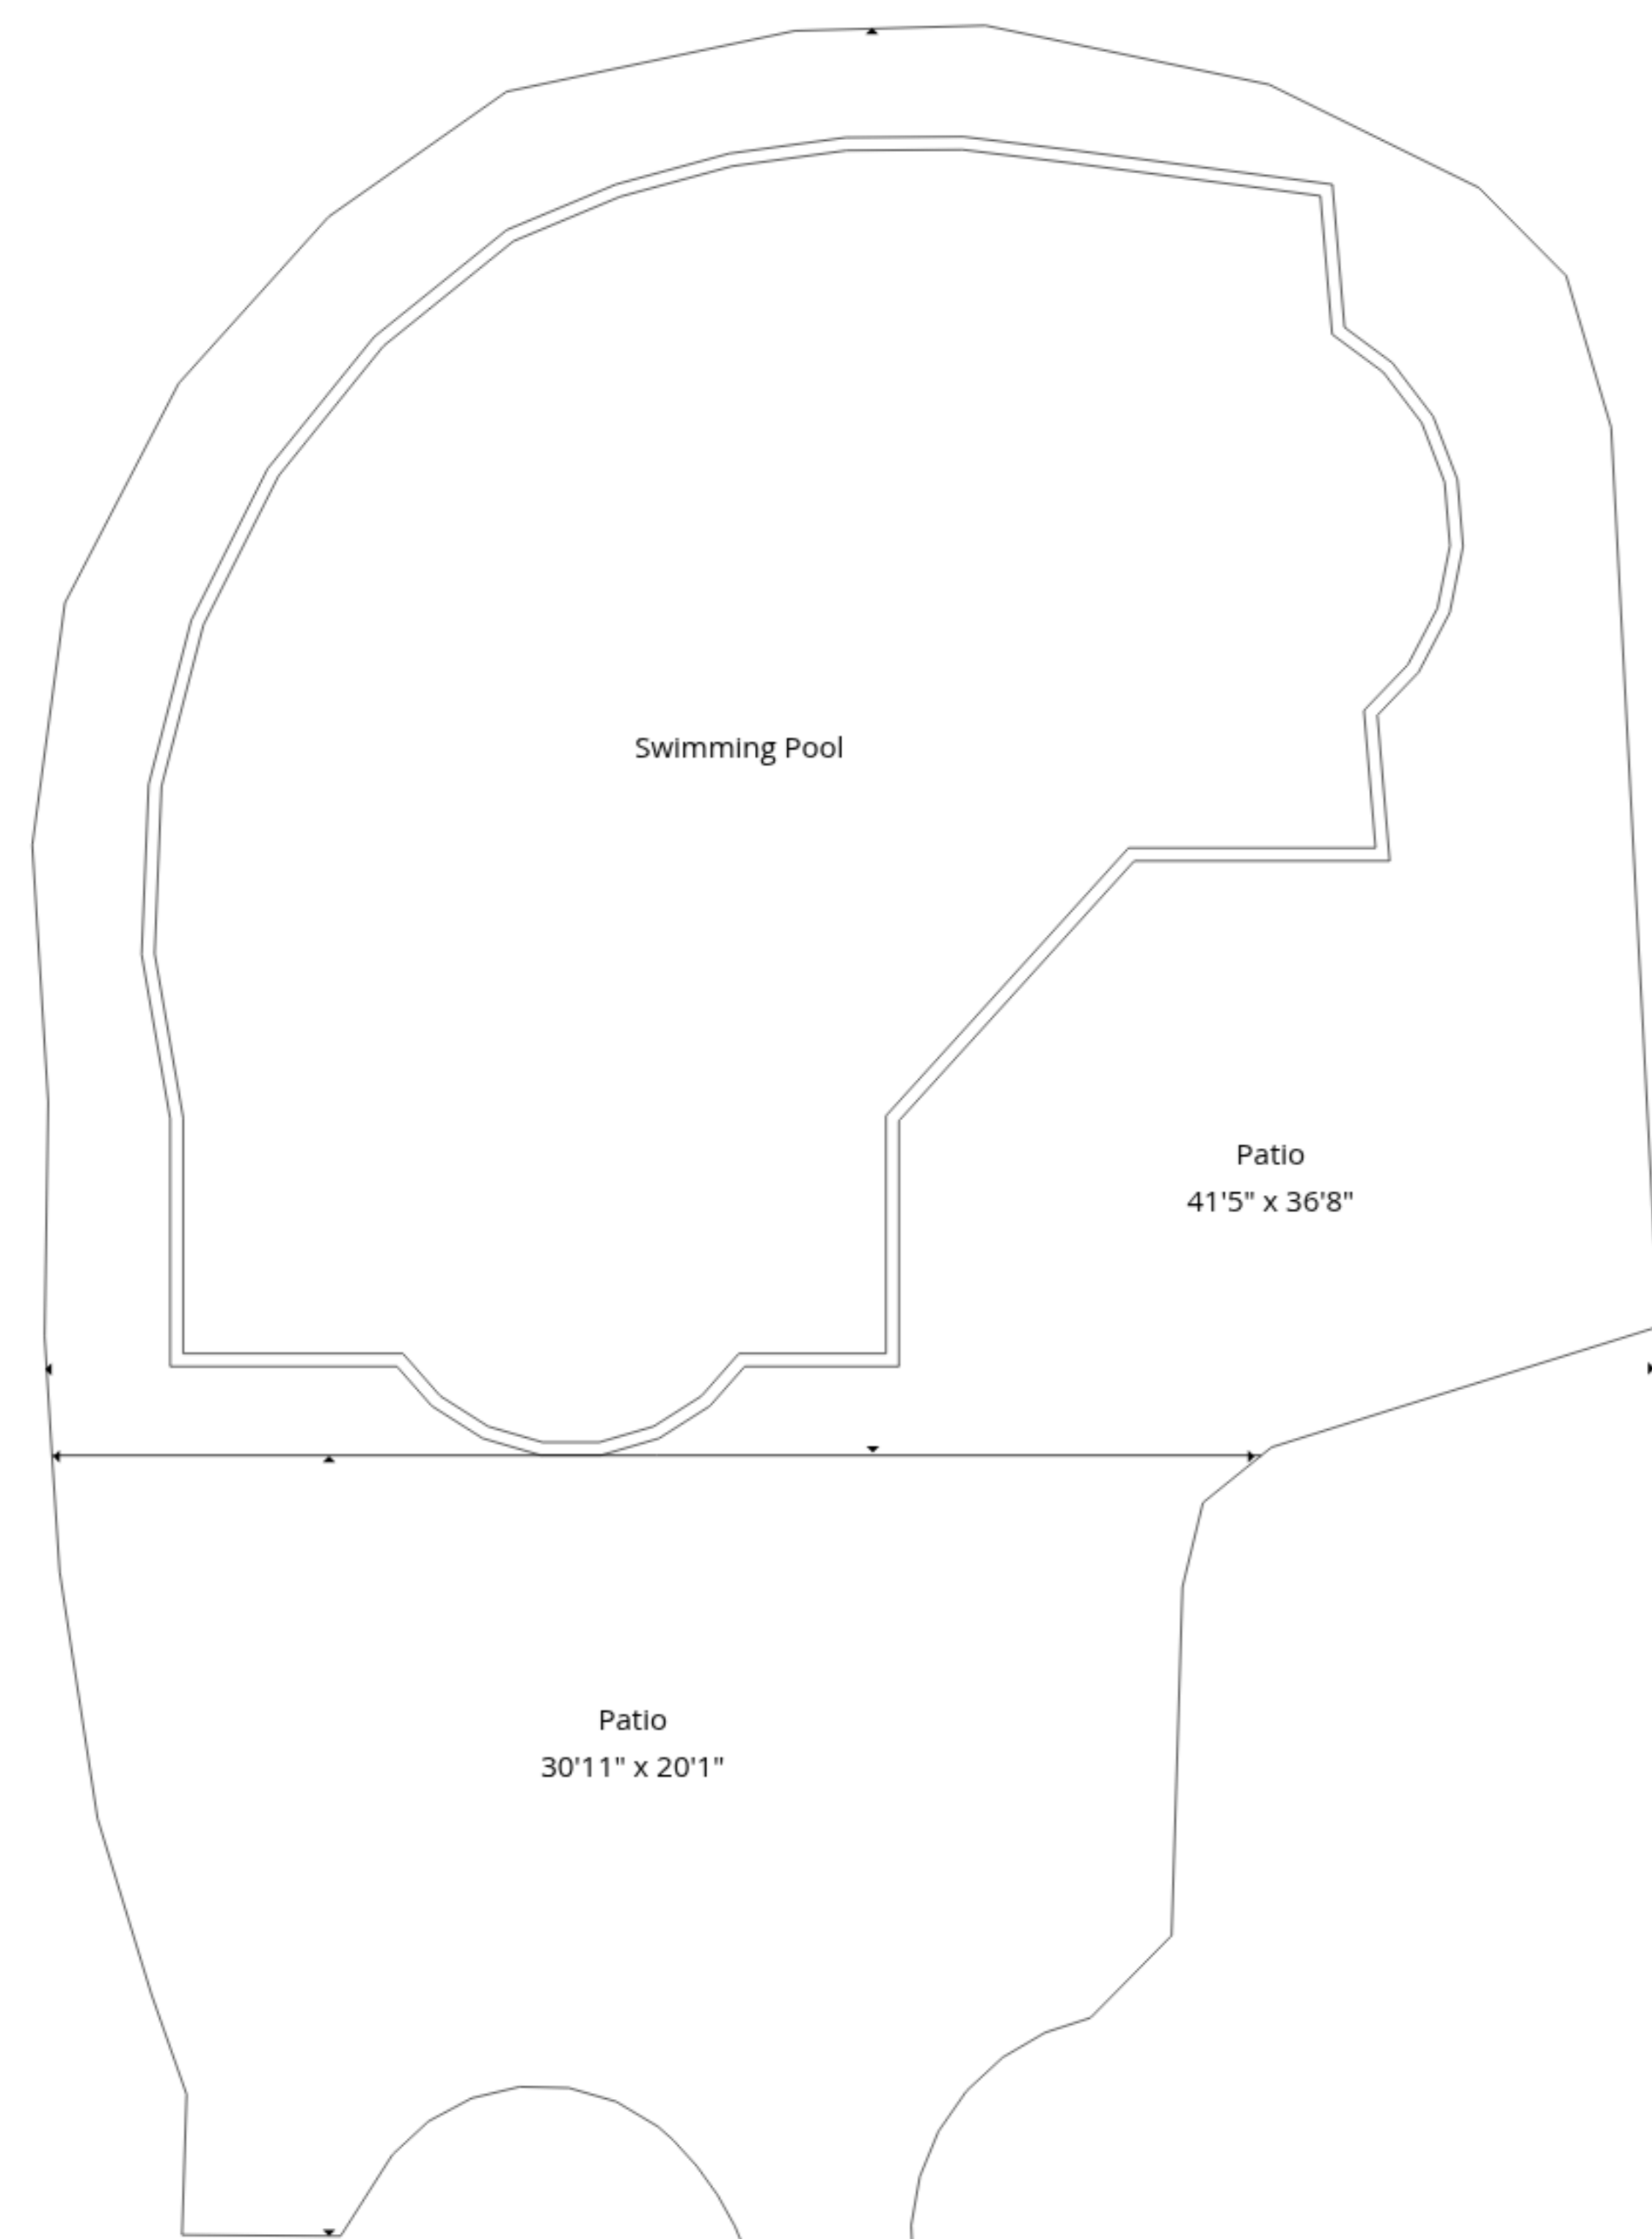 Swimming Pool
Patio
41'5" x 36'8"
Patio
30'11" x 20'1"